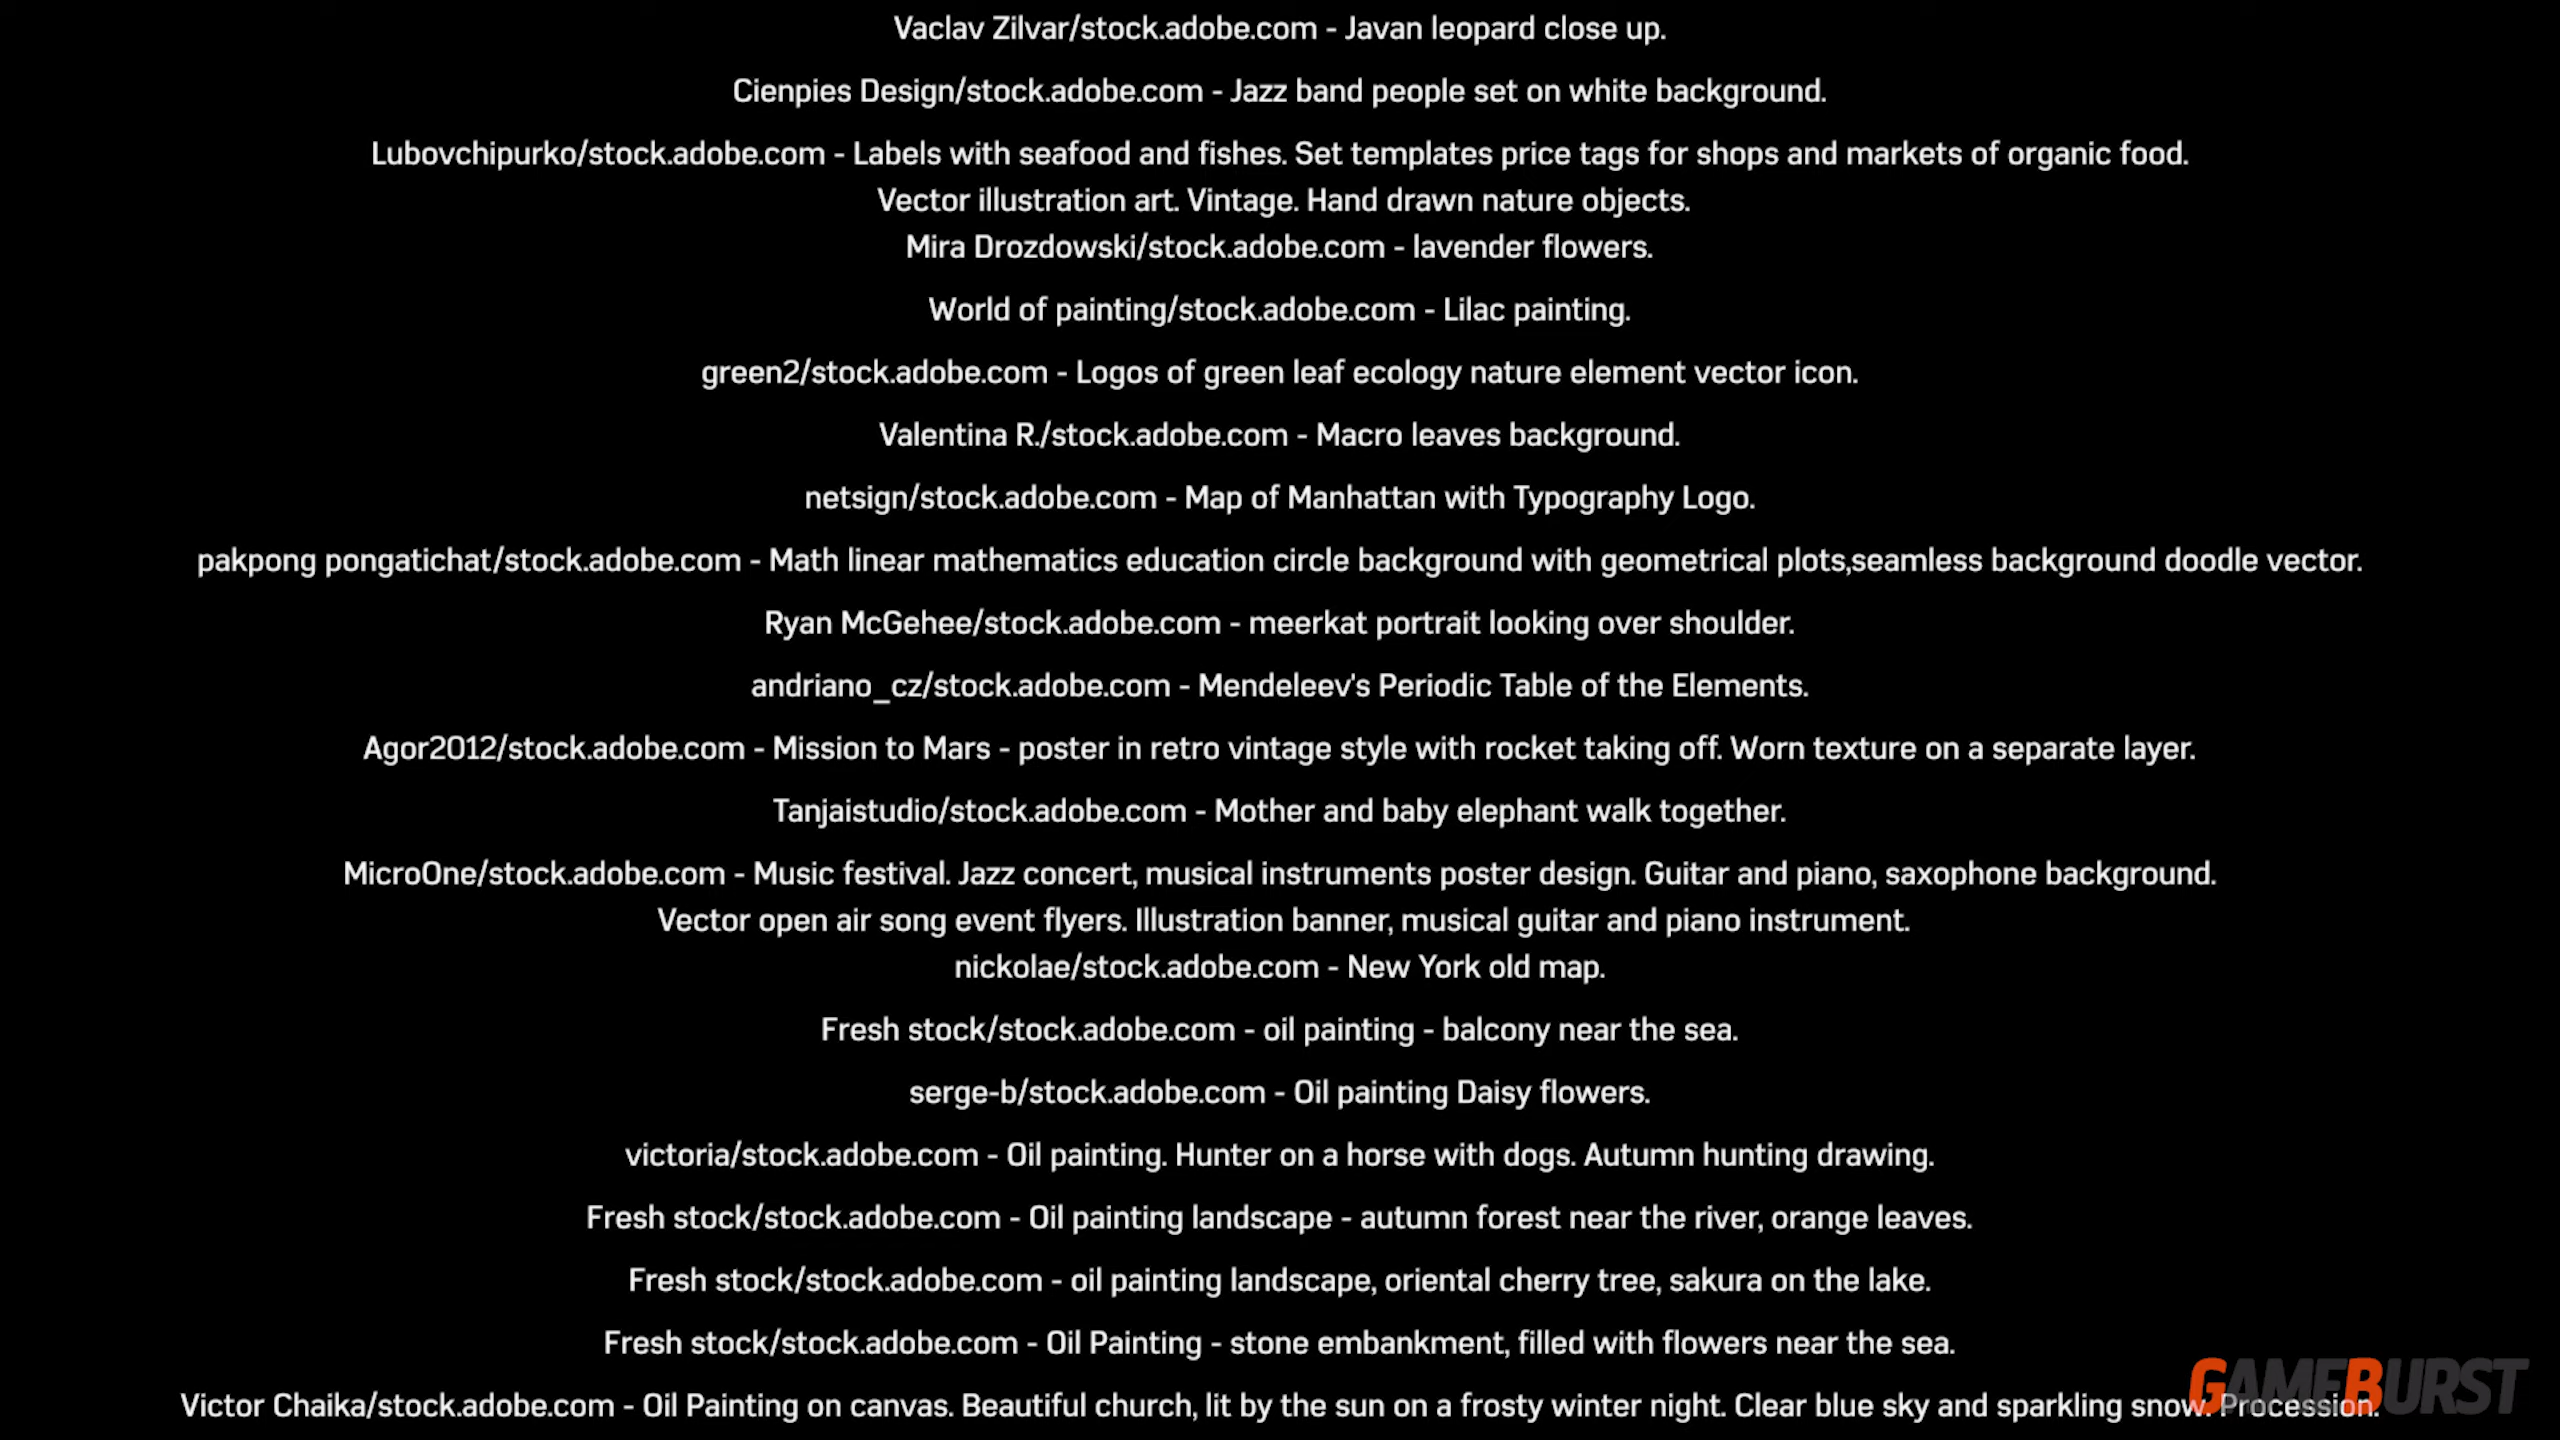 Vaclav Zilvar/stock.adobe.com - Javan leopard close up.
Cienpies Design/stock.adobe.com - Jazz band people set on white background.
Lubovchipurko/stock.adobe.com - Labels with seafood and fishes. Set templates price tags for shops and markets of organic food.
Vector illustration art. Vintage. Hand drawn nature objects.
Mira Drozdowski/stock.adobe.com - lavender flowers.
World of painting/stock.adobe.com - Lilac painting.
green2/stock.adobe.com - Logos of green leaf ecology nature element vector icon.
Valentina R./stock.adobe.com - Macro leaves background.
netsign/stock.adobe.com - Map of Manhattan with Typography Logo.
pakpong pongatichat/stock.adobe.com - Math linear mathematics education circle background with geometrical plots,seamless background doodle vector.
Ryan McGehee/stock.adobe.com - meerkat portrait looking over shoulder.
andriano_cz/stock.adobe.com - Mendeleev's Periodic Table of the Elements.
Agor2012/stock.adobe.com - Mission to Mars - poster in retro vintage style with rocket taking off. Worn texture on a separate layer.
Tanjaistudio/stock.adobe.com - Mother and baby elephant walk together.
MicroOne/stock.adobe.com - Music festival. Jazz concert, musical instruments poster design. Guitar and piano, saxophone background.
Vector open air song event flyers. Illustration banner, musical guitar and piano instrument.
nickolae/stock.adobe.com - New York old map.
Fresh stock/stock.adobe.com - oil painting - balcony near the sea.
serge-b/stock.adobe.com - Oil painting Daisy flowers.
victoria/stock.adobe.com - Oil painting. Hunter on a horse with dogs. Autumn hunting drawing.
Fresh stock/stock.adobe.com - Oil painting landscape - autumn forest near the river, orange leaves.
Fresh stock/stock.adobe.com - oil painting landscape, oriental cherry tree, sakura on the lake.
Fresh stock/stock.adobe.com - Oil Painting - stone embankment, filled with flowers near the sea.
Victor Chaika/stock.adobe.com - Oil Painting on canvas. Beautiful church, lit by the sun on a frosty winter night. Clear blue sky and sparkling snow. Procession.
GAMEBURST